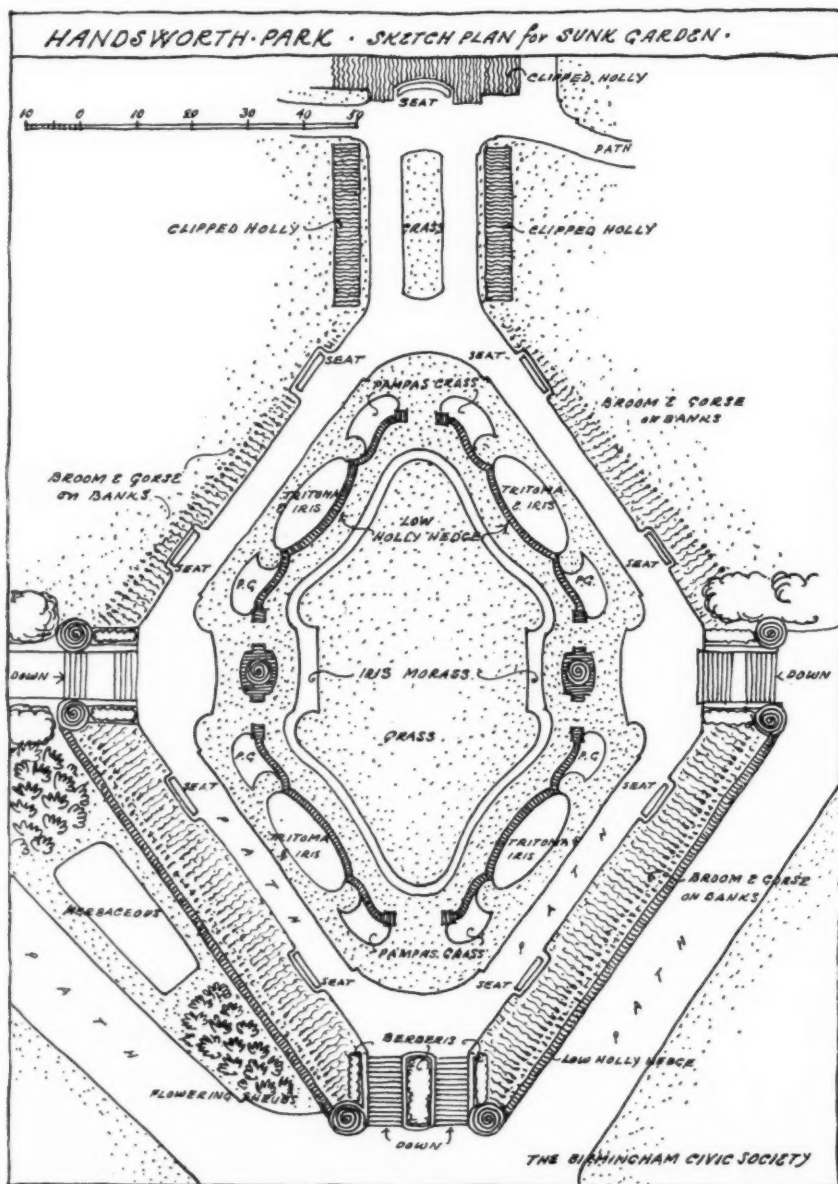 HANDSWORTH · PARK · SKETCH PLAN for SUNK GARDEN ·
CLIPPED HOLLY
SEAT
10 0 10 20 30 40 50
PATH
CLIPPED HOLLY
GRASS
CLIPPED HOLLY
SEAT
SEAT
PAMPAS GRASS
BROOM & GORSE
ON BANKS
BROOM & GORSE
ON BANKS
TRITOMA
& IRIS
TRITOMA
& IRIS
LOW
HOLLY HEDGE
SEAT
SEAT
P.G.
P.G.
DOWN
IRIS MORASS
DOWN
GRASS
P.G
P.G
SEAT
SEAT
TRITOMA
& IRIS
TRITOMA &
IRIS
PATH
PATH
BROOM & GORSE
ON BANKS
HERBACEOUS
PAMPAS GRASS
PATH
PATH
SEAT
SEAT
BERBERIS
LOW HOLLY HEDGE
FLOWERING SHRUBS
DOWN
THE BIRMINGHAM CIVIC SOCIETY